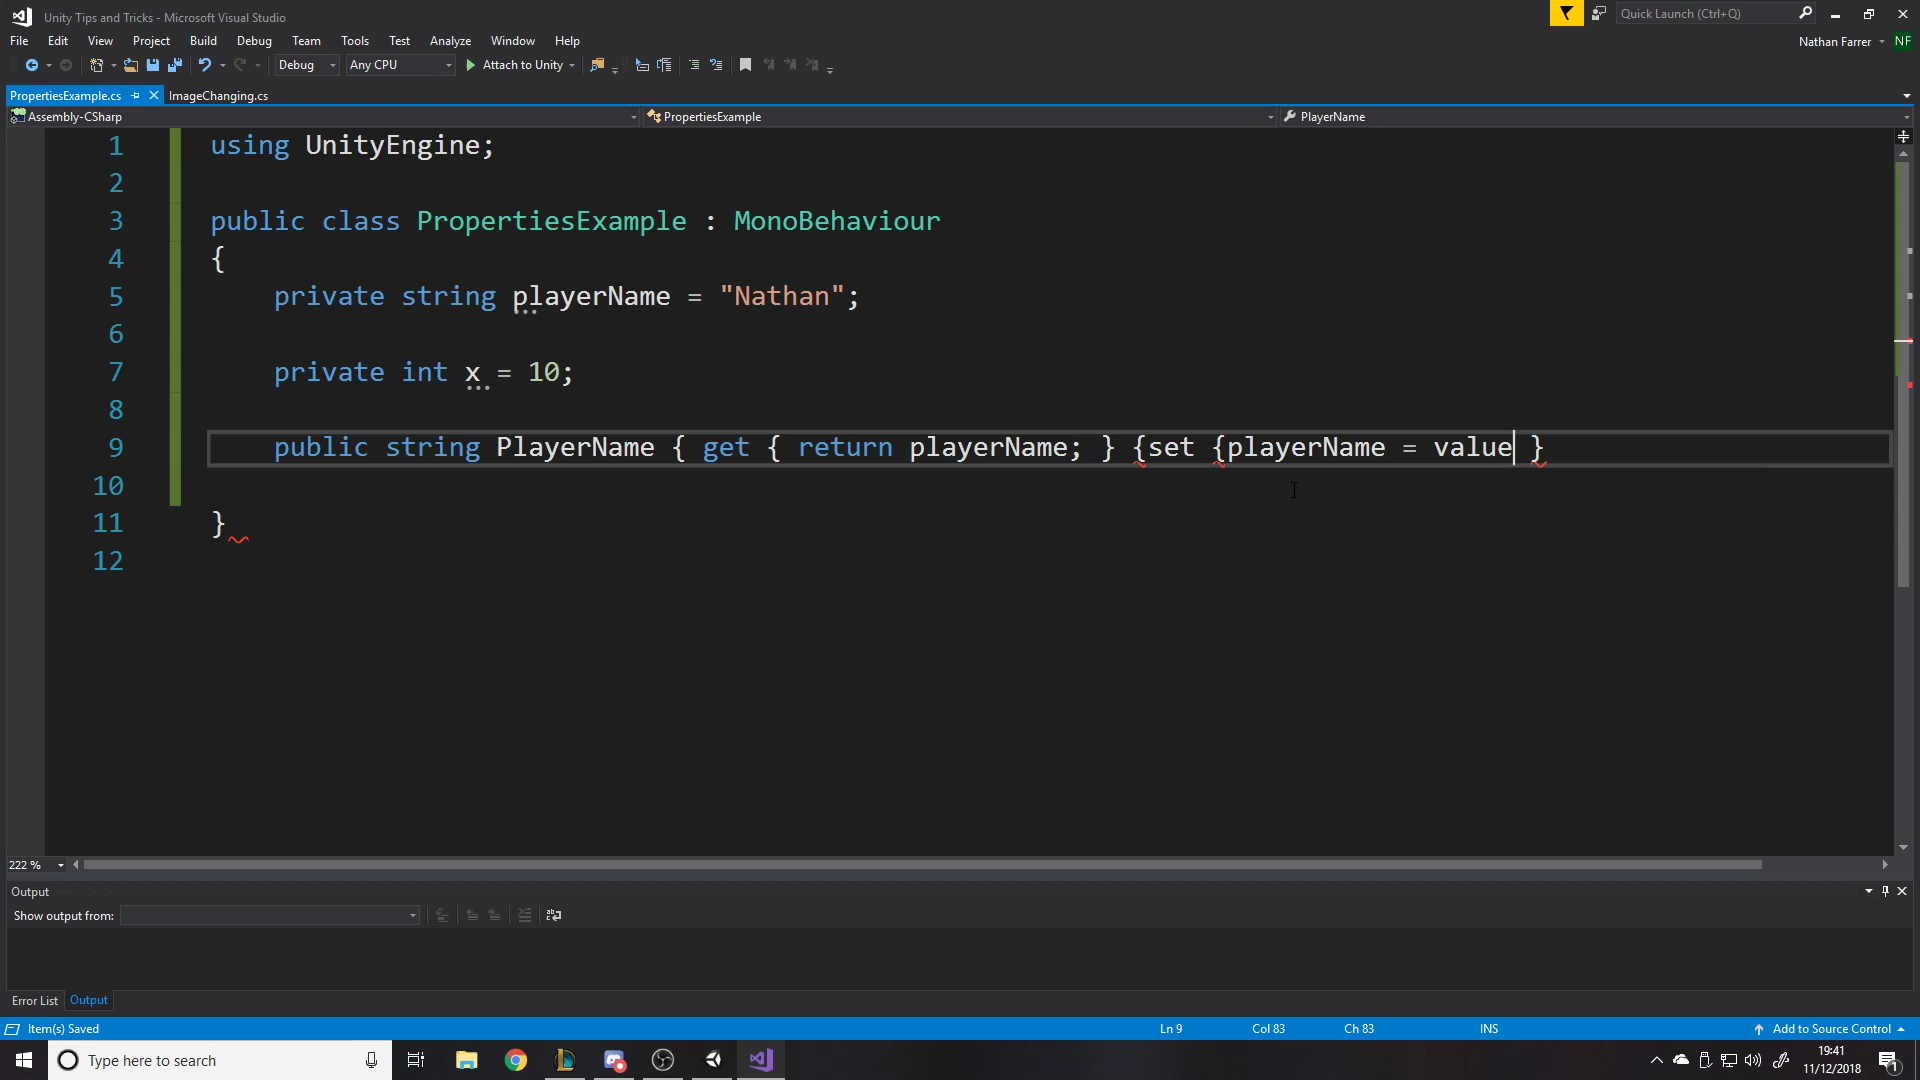 Unity Tips and Tricks - Microsoft Visual Studio
Quick Launch (Ctrl+Q)
File Edit View Project Build Debug Team Tools Test Analyze Window Help
Nathan Farrer NF
Debug Any CPU Attach to Unity
PropertiesExample.cs ImageChanging.cs
Assembly-CSharp PropertiesExample PlayerName
1 using UnityEngine;
2
3 public class PropertiesExample : MonoBehaviour
4 {
5 private string playerName = "Nathan";
6
7 private int x = 10;
8
9 public string PlayerName { get { return playerName; } {set {playerName = value }
10
11 }
12
222 %
Output
Show output from:
Error List Output
Item(s) Saved Ln 9 Col 83 Ch 83 INS Add to Source Control
Type here to search
19:41
11/12/2018
1